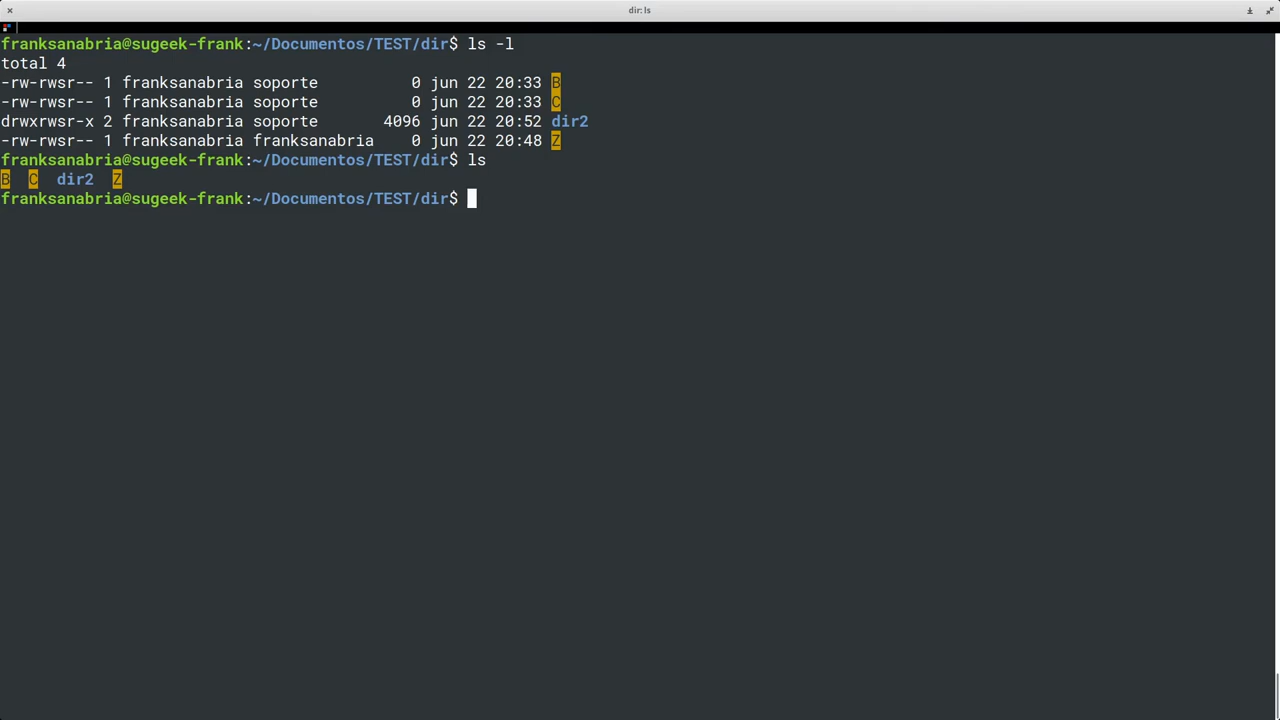 dir: ls
franksanabria@sugeek-frank:~/Documentos/TEST/dir$ ls -l
total 4
-rw-rwsr-- 1 franksanabria soporte          0 jun 22 20:33 B
-rw-rwsr-- 1 franksanabria soporte          0 jun 22 20:33 C
drwxrwsr-x 2 franksanabria soporte       4096 jun 22 20:52 dir2
-rw-rwsr-- 1 franksanabria franksanabria    0 jun 22 20:48 Z
franksanabria@sugeek-frank:~/Documentos/TEST/dir$ ls
B  C  dir2  Z
franksanabria@sugeek-frank:~/Documentos/TEST/dir$